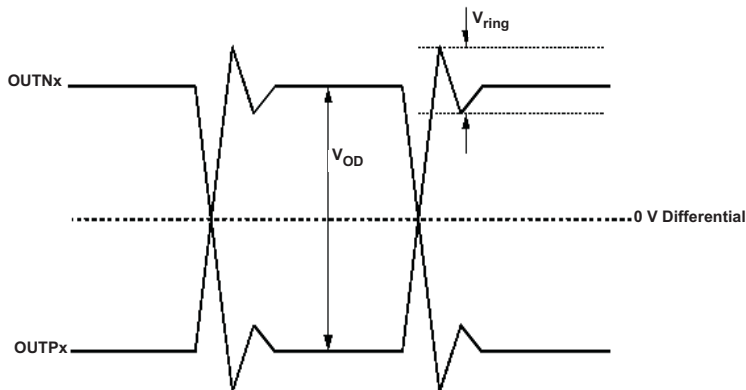 Vring
OUTNx
VOD
0 V Differential
OUTPx